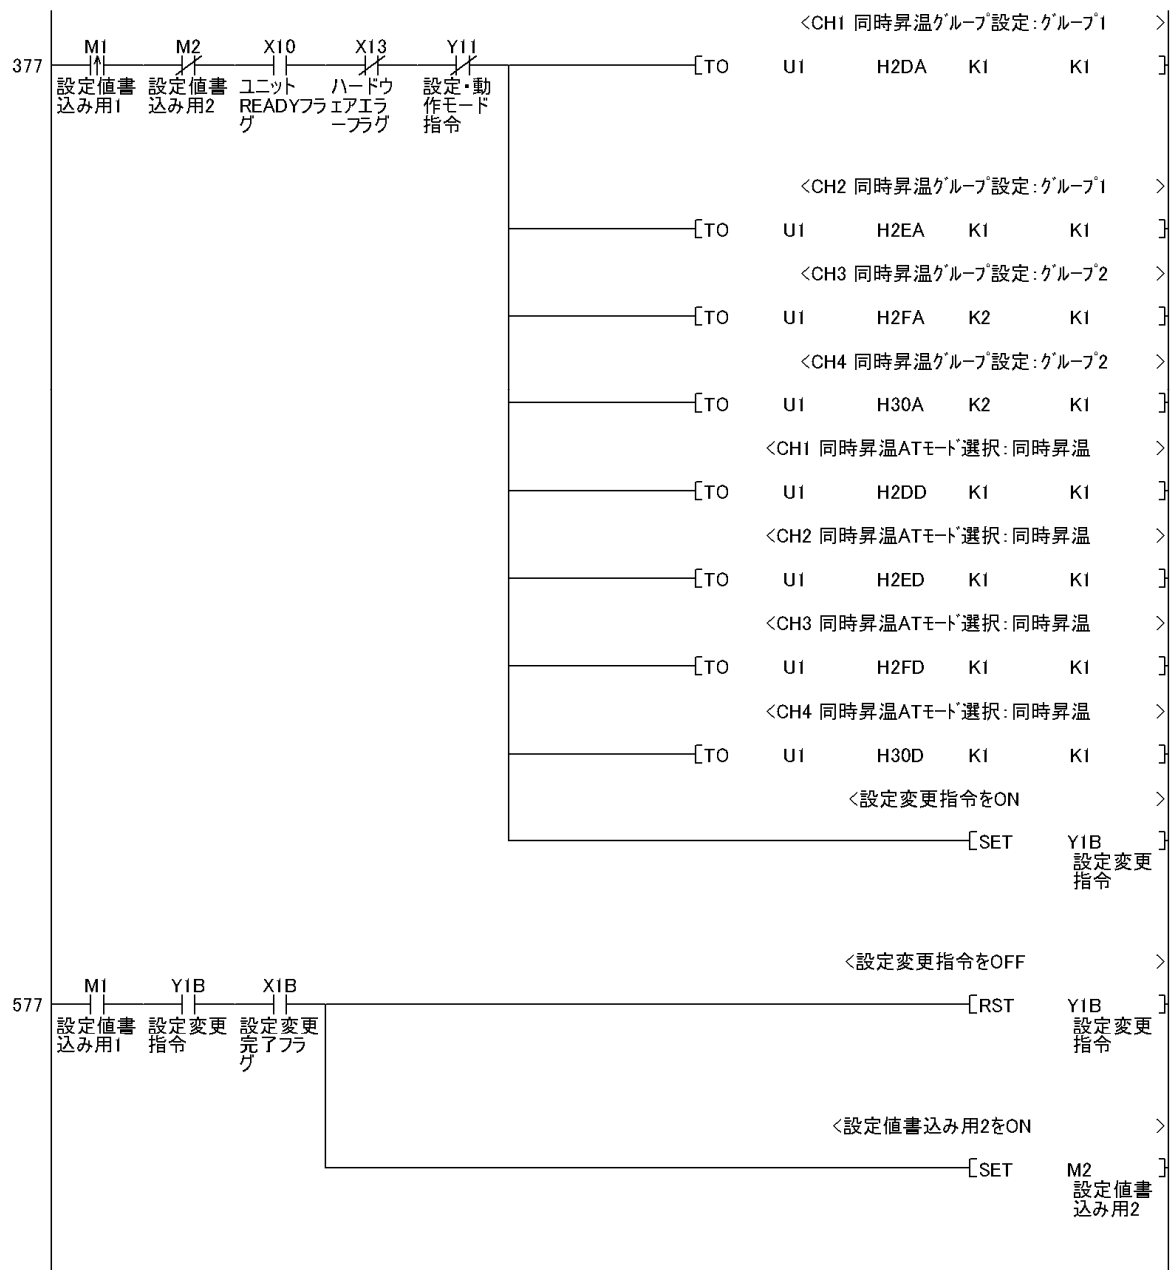 <CH1 同時昇温ｸﾞﾙｰﾌﾟ設定:ｸﾞﾙｰﾌﾟ1 >
377 M1 M2 X10 X13 Y11 [TO U1 H2DA K1 K1 ]
設定値書 設定値書 ユニット ハードウ 設定・動
込み用1 込み用2 READYフラ ェアエラ 作モード
グ ーフラグ 指令
<CH2 同時昇温ｸﾞﾙｰﾌﾟ設定:ｸﾞﾙｰﾌﾟ1 >
[TO U1 H2EA K1 K1 ]
<CH3 同時昇温ｸﾞﾙｰﾌﾟ設定:ｸﾞﾙｰﾌﾟ2 >
[TO U1 H2FA K2 K1 ]
<CH4 同時昇温ｸﾞﾙｰﾌﾟ設定:ｸﾞﾙｰﾌﾟ2 >
[TO U1 H30A K2 K1 ]
<CH1 同時昇温ATﾓｰﾄﾞ選択:同時昇温 >
[TO U1 H2DD K1 K1 ]
<CH2 同時昇温ATﾓｰﾄﾞ選択:同時昇温 >
[TO U1 H2ED K1 K1 ]
<CH3 同時昇温ATﾓｰﾄﾞ選択:同時昇温 >
[TO U1 H2FD K1 K1 ]
<CH4 同時昇温ATﾓｰﾄﾞ選択:同時昇温 >
[TO U1 H30D K1 K1 ]
<設定変更指令をON >
[SET Y1B ]
設定変更
指令
<設定変更指令をOFF >
577 M1 Y1B X1B [RST Y1B ]
設定値書 設定変更 設定変更 設定変更
込み用1 指令 完了フラ 指令
グ
<設定値書込み用2をON >
[SET M2 ]
設定値書
込み用2